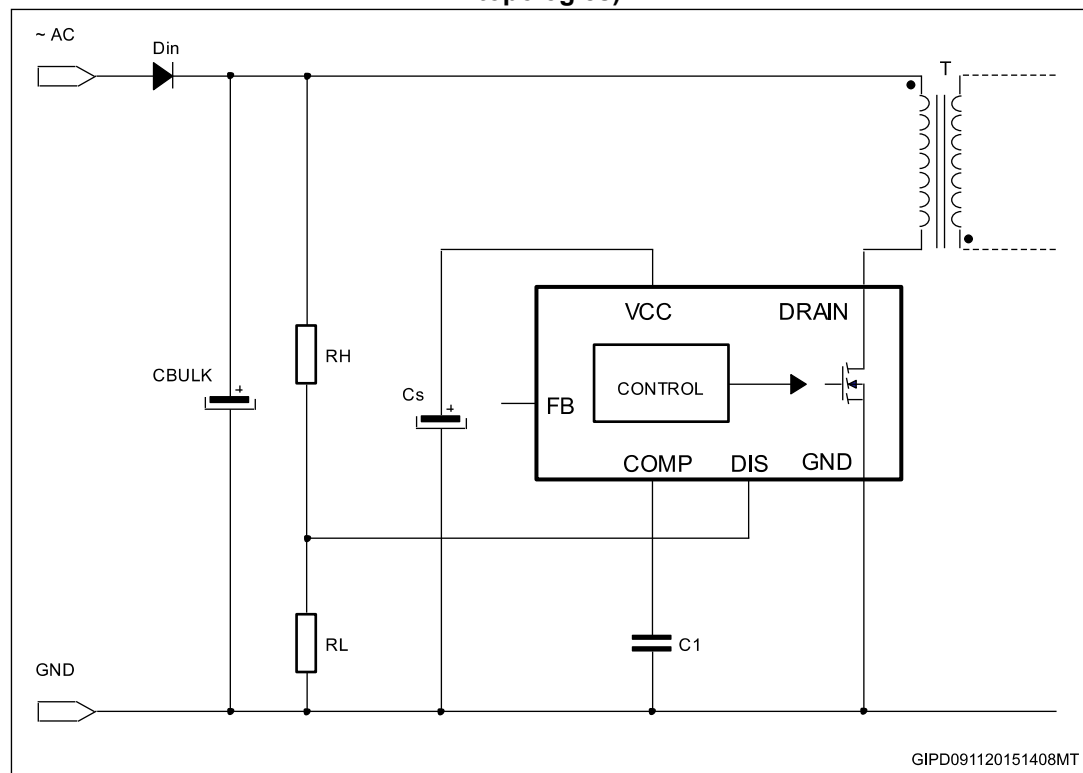 ~ AC
Din
T
VCC
DRAIN
RH
CBULK
+
Cs
+
FB
CONTROL
COMP
DIS
GND
RL
C1
GND
GIPD091120151408MT